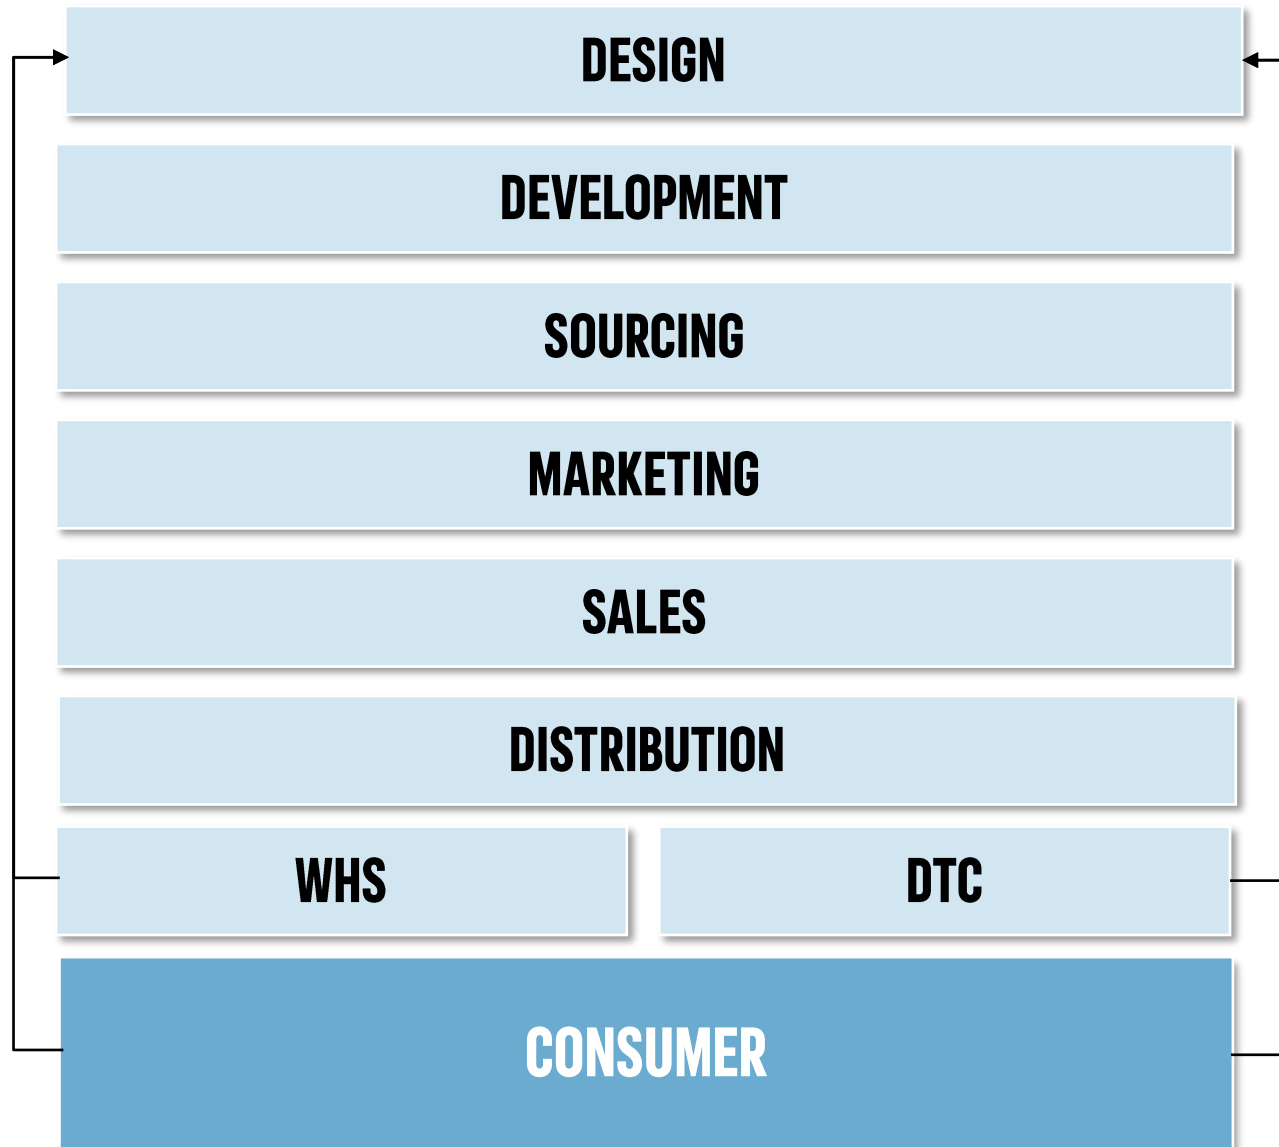 DESIGN
DEVELOPMENT
SOURCING
MARKETING
SALES
DISTRIBUTION
WHS
DTC
CONSUMER